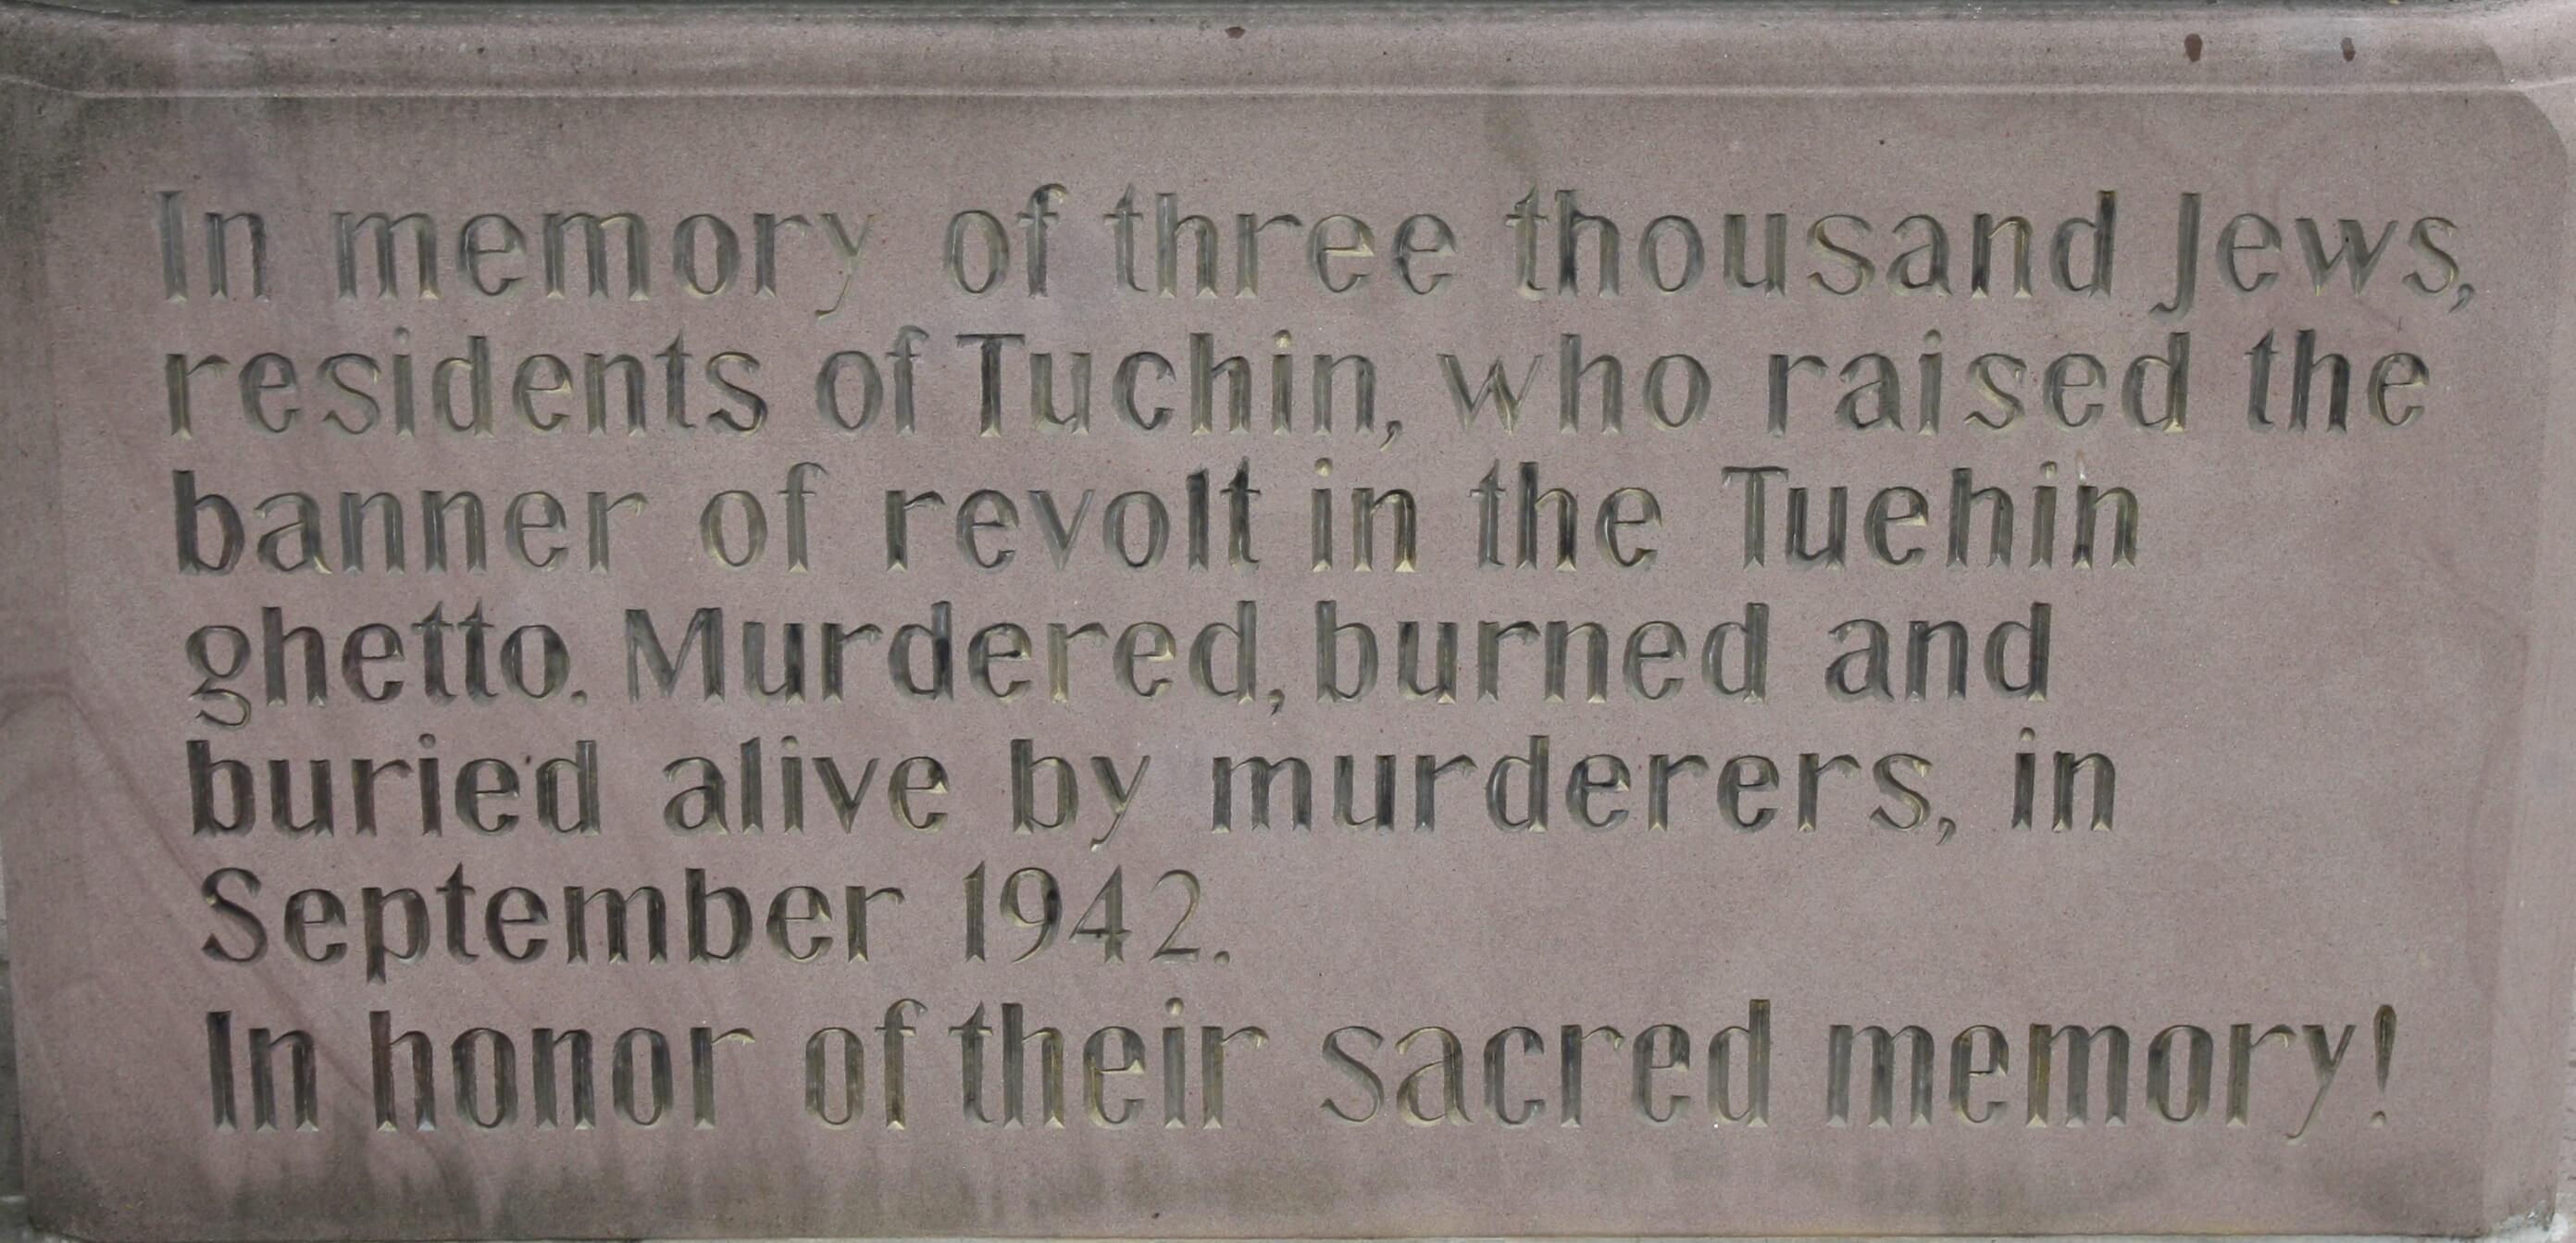 In memory of three thousand Jews,
residents of Tuchin, who raised the
banner of revolt in the Tuehin
ghetto. Murdered, burned and
buried alive by murderers, in
September 1942.
In honor of their sacred memory!